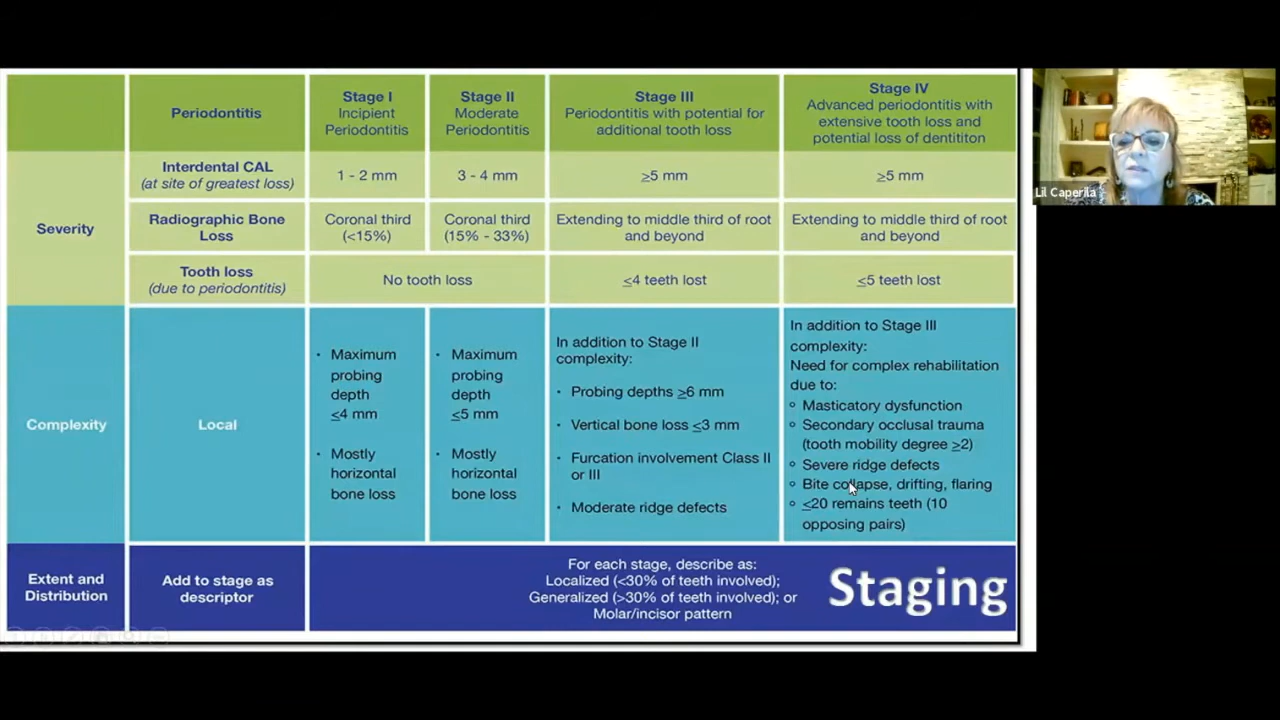 Periodontitis
Stage I
Incipient
Periodontitis
Stage II
Moderate
Periodontitis
Stage III
Periodontitis with potential for
additional tooth loss
Stage IV
Advanced periodontitis with
extensive tooth loss and
potential loss of dentititon
Severity
Interdental CAL
(at site of greatest loss)
1 - 2 mm
3 - 4 mm
≥5 mm
≥5 mm
Radiographic Bone
Loss
Coronal third
(<15%)
Coronal third
(15% - 33%)
Extending to middle third of root
and beyond
Extending to middle third of root
and beyond
Tooth loss
(due to periodontitis)
No tooth loss
≤4 teeth lost
≤5 teeth lost
Complexity
Local
• Maximum
probing
depth
≤4 mm
• Mostly
horizontal
bone loss
• Maximum
probing
depth
≤5 mm
• Mostly
horizontal
bone loss
In addition to Stage II
complexity:
• Probing depths ≥6 mm
• Vertical bone loss ≤3 mm
• Furcation involvement Class II
or III
• Moderate ridge defects
In addition to Stage III
complexity:
Need for complex rehabilitation
due to:
o Masticatory dysfunction
o Secondary occlusal trauma
(tooth mobility degree ≥2)
o Severe ridge defects
o Bite collapse, drifting, flaring
o ≤20 remains teeth (10
opposing pairs)
Extent and
Distribution
Add to stage as
descriptor
For each stage, describe as:
Localized (<30% of teeth involved);
Generalized (>30% of teeth involved); or
Molar/incisor pattern
Staging
Lil Caperila